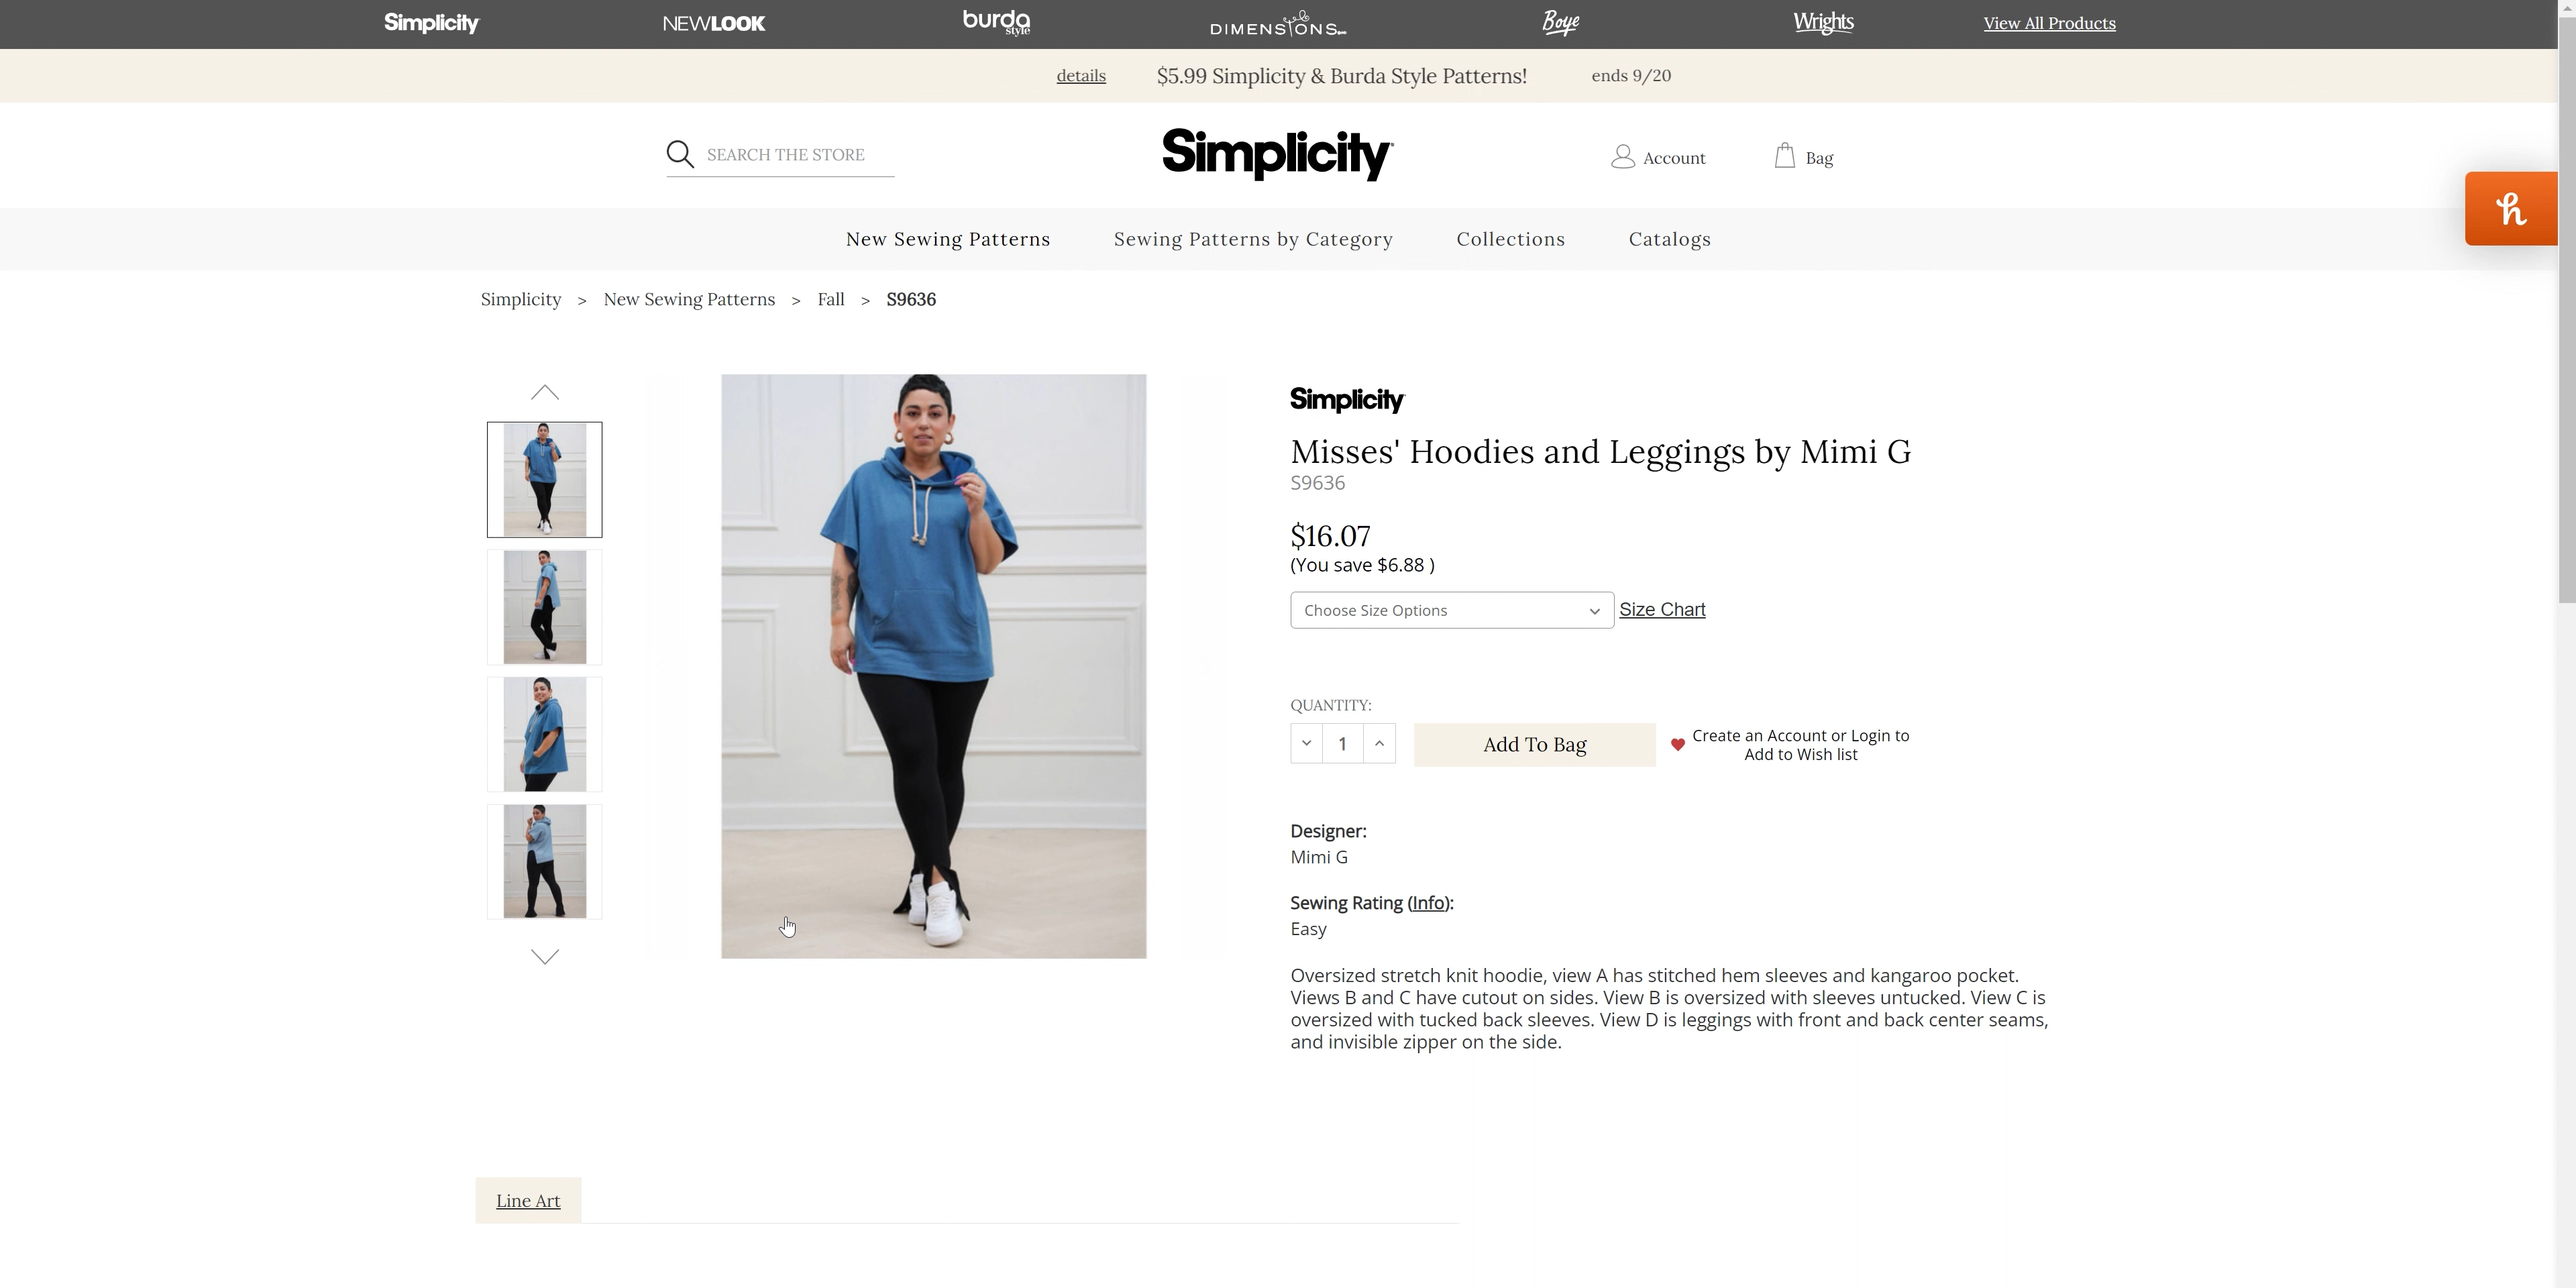 Simplicity
NEWLOOK
burda style
DIMENSIONS
Boye
Wrights
View All Products
details $5.99 Simplicity & Burda Style Patterns! ends 9/20
SEARCH THE STORE
Simplicity
Account
Bag
h
New Sewing Patterns
Sewing Patterns by Category
Collections
Catalogs
Simplicity > New Sewing Patterns > Fall > S9636
Simplicity
Misses' Hoodies and Leggings by Mimi G
S9636
$16.07
(You save $6.88 )
Choose Size Options
Size Chart
QUANTITY:
1
Add To Bag
Create an Account or Login to
Add to Wish list
Designer:
Mimi G
Sewing Rating (Info):
Easy
Oversized stretch knit hoodie, view A has stitched hem sleeves and kangaroo pocket.
Views B and C have cutout on sides. View B is oversized with sleeves untucked. View C is
oversized with tucked back sleeves. View D is leggings with front and back center seams,
and invisible zipper on the side.
Line Art